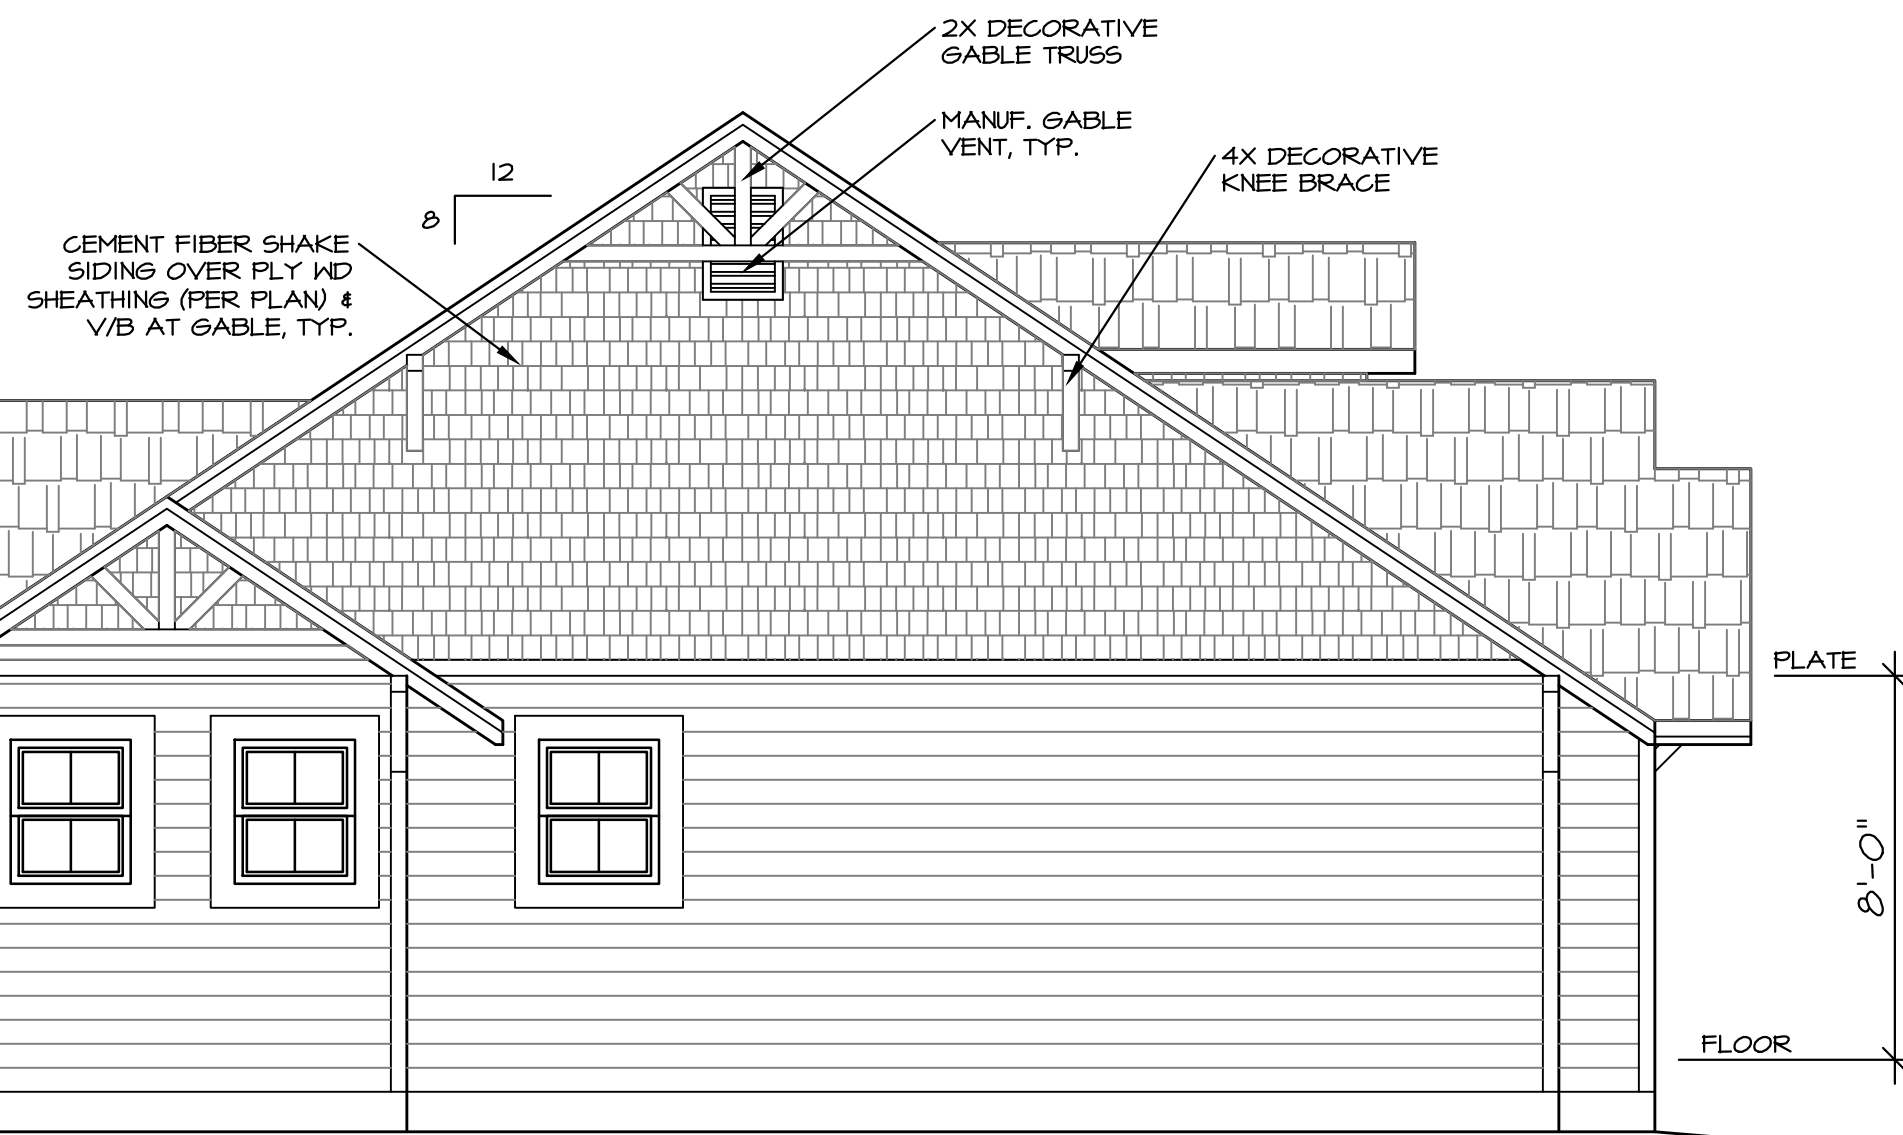 2X DECORATIVE
GABLE TRUSS
MANUF. GABLE
VENT, TYP.
4X DECORATIVE
KNEE BRACE
12
8
CEMENT FIBER SHAKE
SIDING OVER PLY WD
SHEATHING (PER PLAN) &
V/B AT GABLE, TYP.
PLATE
8'-0"
FLOOR